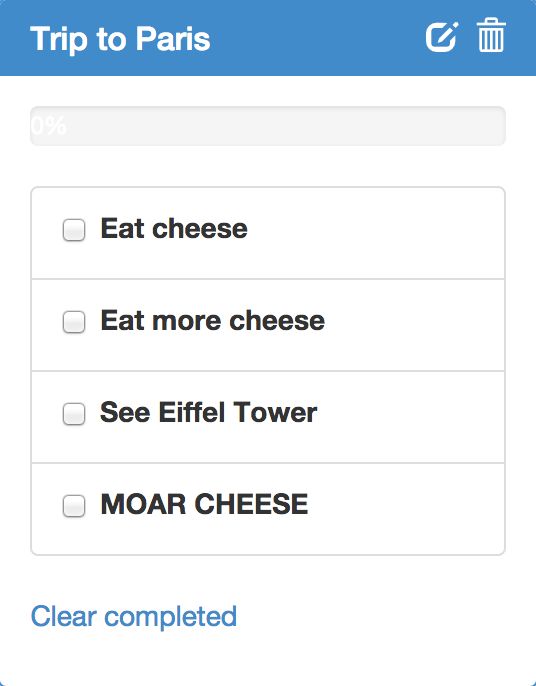 Trip to Paris
0%
Eat cheese
Eat more cheese
See Eiffel Tower
MOAR CHEESE
Clear completed